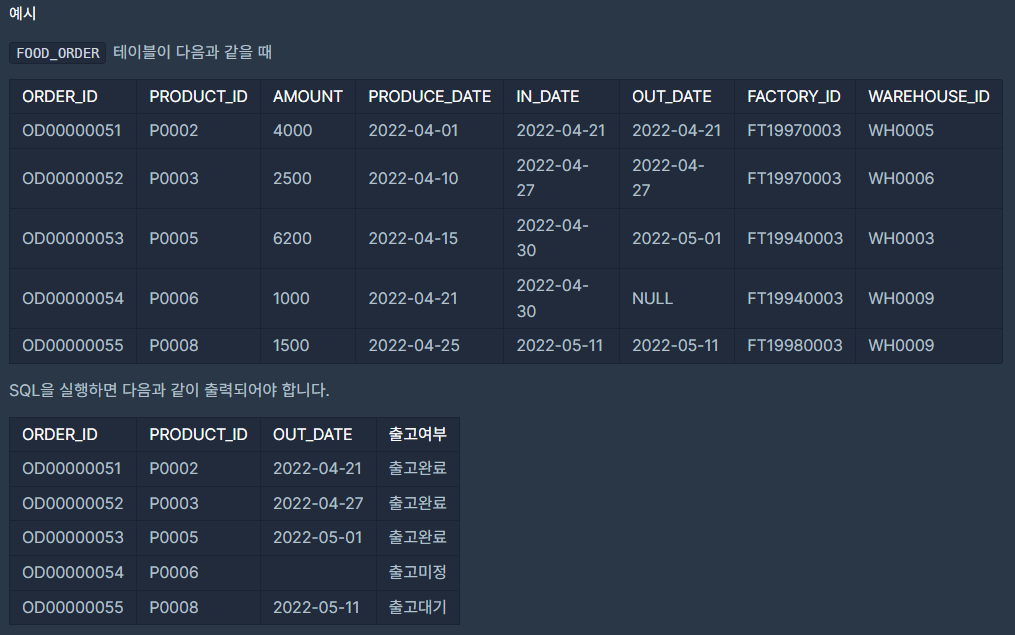 예시
FOOD_ORDER 테이블이 다음과 같을 때
ORDER_ID PRODUCT_ID AMOUNT PRODUCE_DATE IN_DATE OUT_DATE FACTORY_ID WAREHOUSE_ID
OD00000051 P0002 4000 2022-04-01 2022-04-21 2022-04-21 FT19970003 WH0005
OD00000052 P0003 2500 2022-04-10 2022-04-27 2022-04-27 FT19970003 WH0006
OD00000053 P0005 6200 2022-04-15 2022-04-30 2022-05-01 FT19940003 WH0003
OD00000054 P0006 1000 2022-04-21 2022-04-30 NULL FT19940003 WH0009
OD00000055 P0008 1500 2022-04-25 2022-05-11 2022-05-11 FT19980003 WH0009
SQL을 실행하면 다음과 같이 출력되어야 합니다.
ORDER_ID PRODUCT_ID OUT_DATE 출고여부
OD00000051 P0002 2022-04-21 출고완료
OD00000052 P0003 2022-04-27 출고완료
OD00000053 P0005 2022-05-01 출고완료
OD00000054 P0006 출고미정
OD00000055 P0008 2022-05-11 출고대기